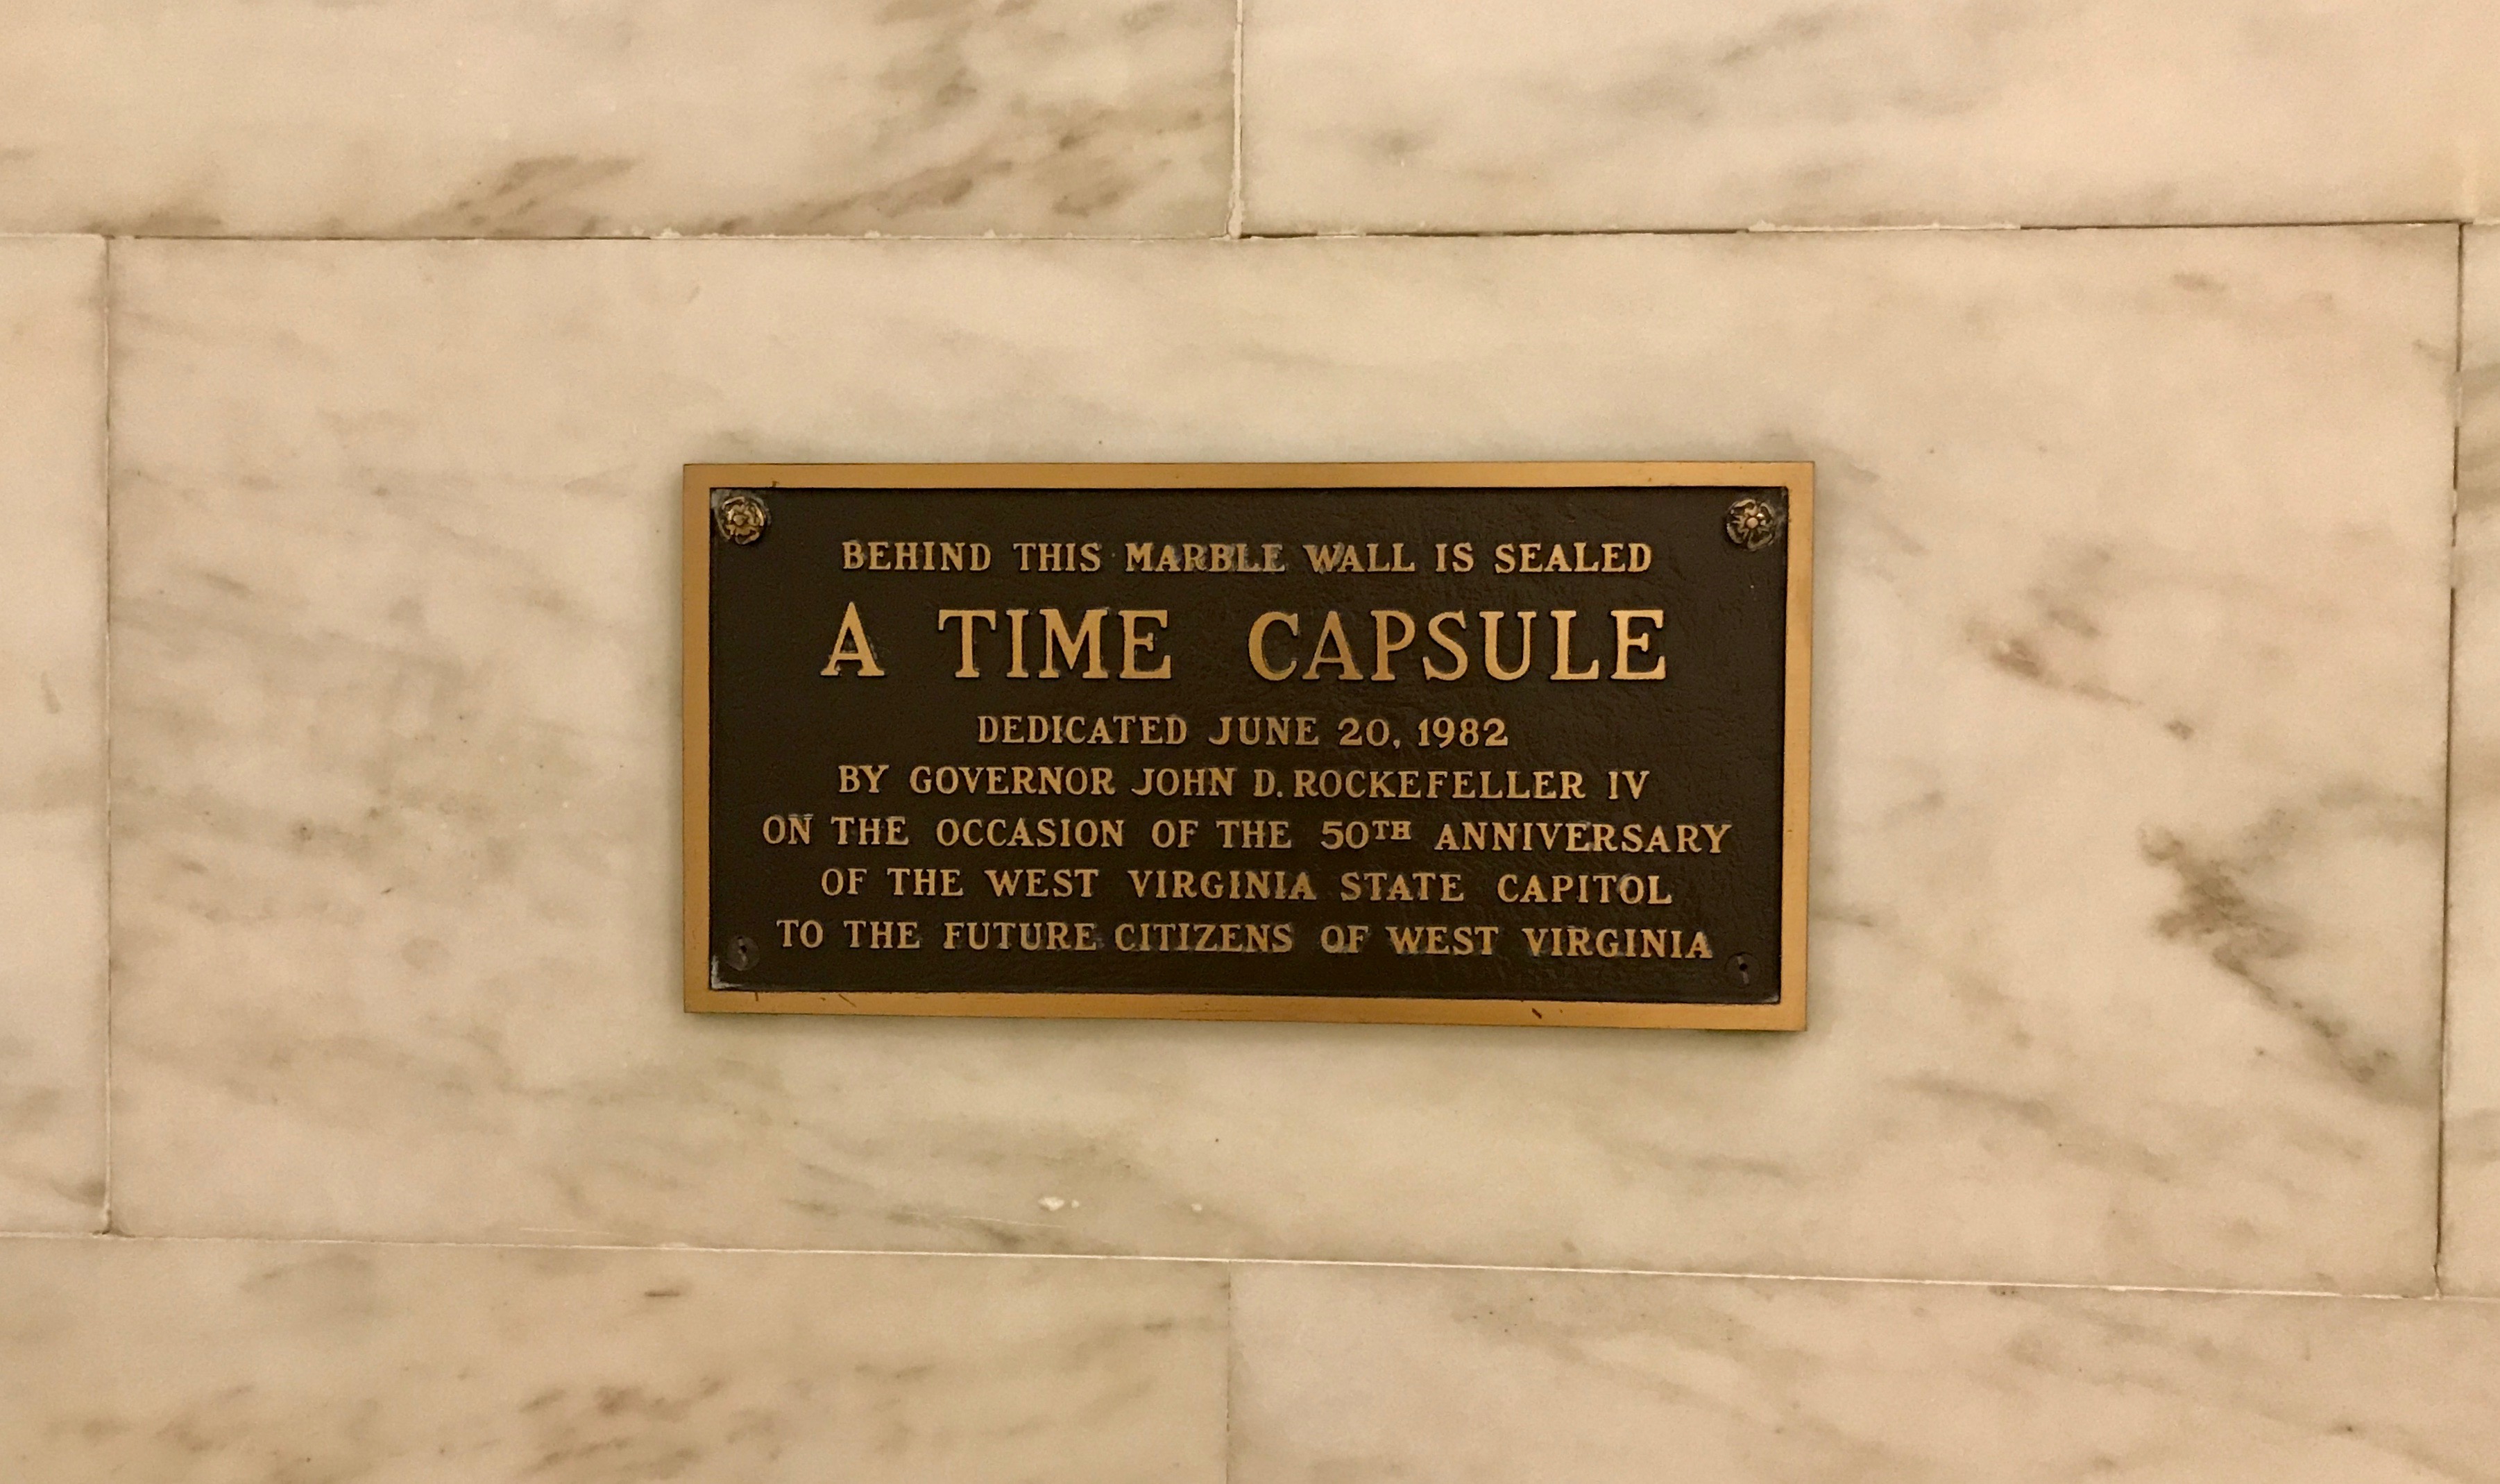 BEHIND THIS MARBLE WALL IS SEALED
A TIME CAPSULE
DEDICATED JUNE 20, 1982
BY GOVERNOR JOHN D. ROCKEFELLER IV
ON THE OCCASION OF THE 50TH ANNIVERSARY
OF THE WEST VIRGINIA STATE CAPITOL
TO THE FUTURE CITIZENS OF WEST VIRGINIA